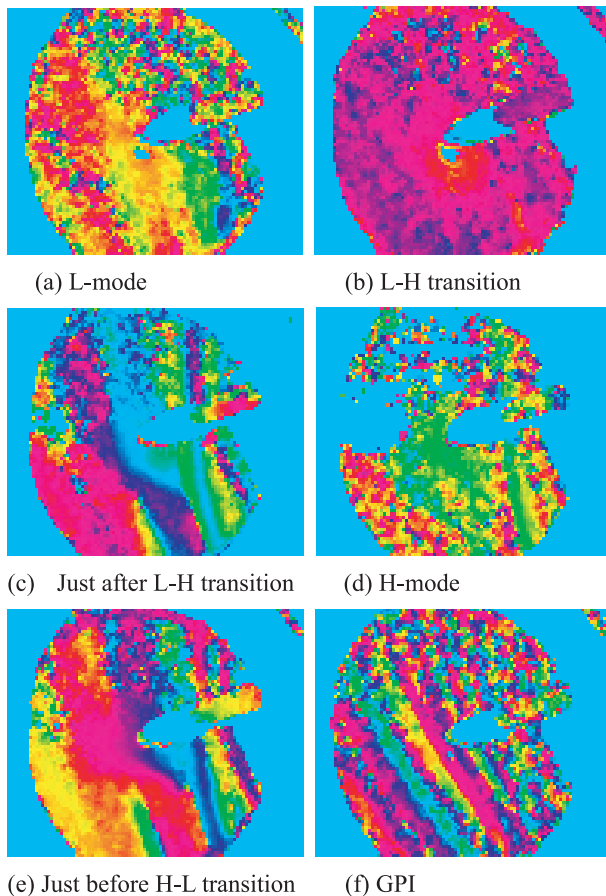 (a) L-mode
(b) L-H transition
(c) Just after L-H transition
(d) H-mode
(e) Just before H-L transition
(f) GPI